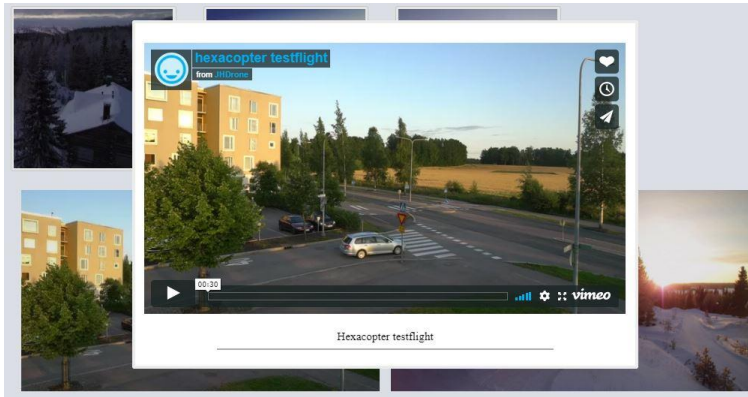 hexacopter testflight
from JHDrone
00:30
vimeo
Hexacopter testflight